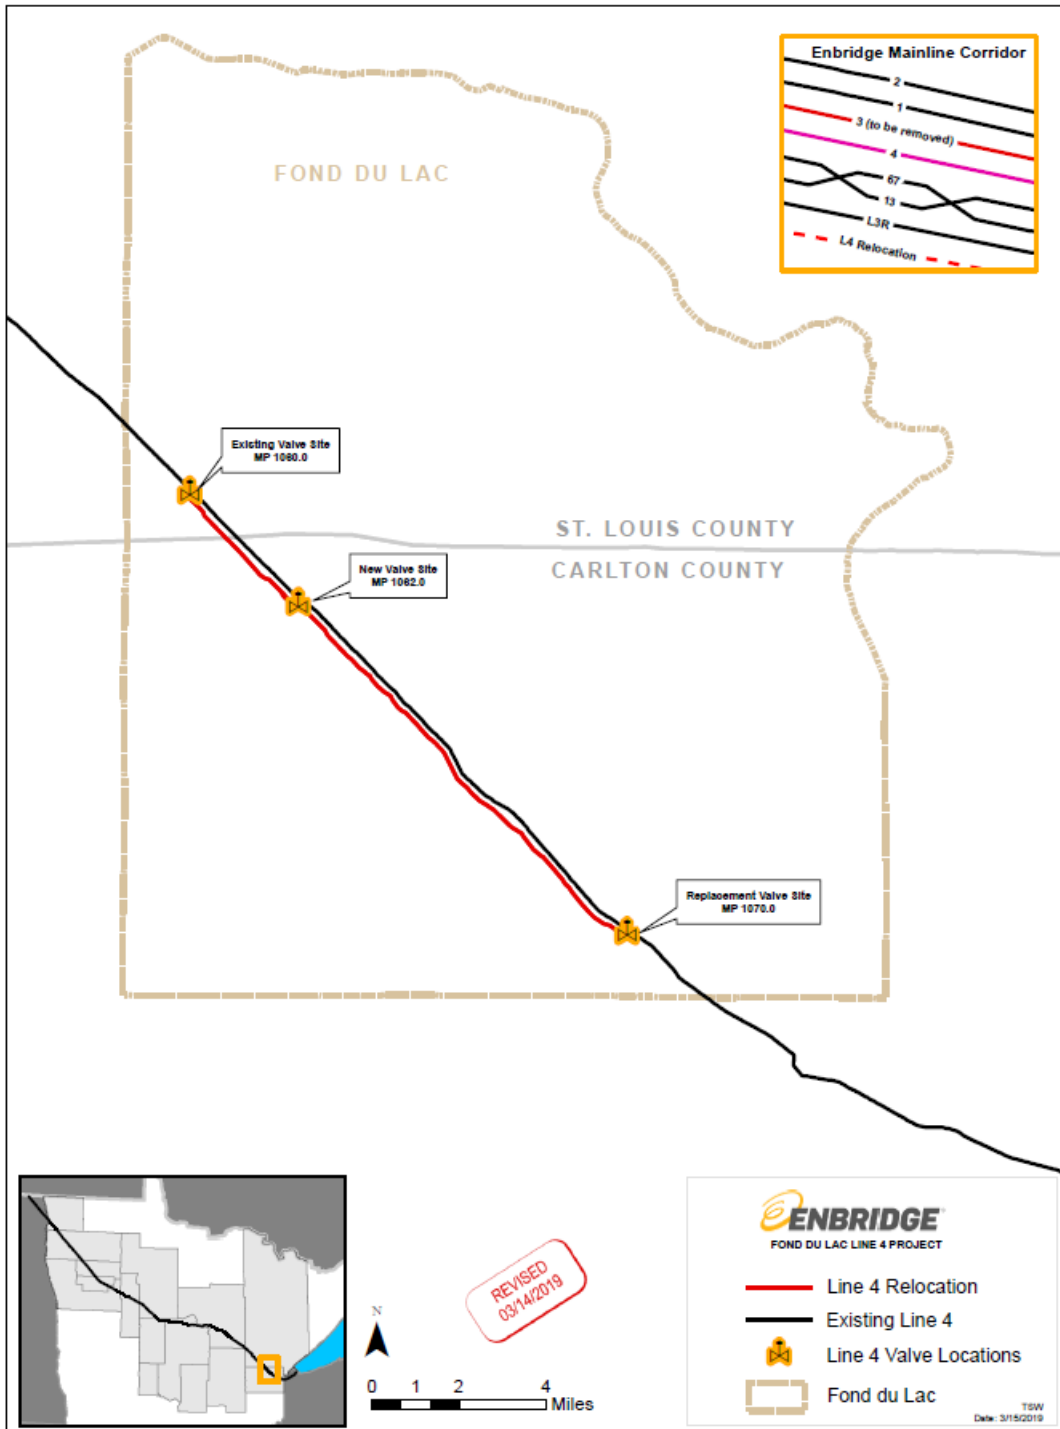 Enbridge Mainline Corridor
2
1
3 (to be removed)
4
67
13
L3R
L4 Relocation
FOND DU LAC
Existing Valve Site
MP 1060.0
ST. LOUIS COUNTY
CARLTON COUNTY
New Valve Site
MP 1062.0
Replacement Valve Site
MP 1070.0
REVISED
03/14/2019
N
0 1 2 4
Miles
ENBRIDGE
FOND DU LAC LINE 4 PROJECT
Line 4 Relocation
Existing Line 4
Line 4 Valve Locations
Fond du Lac
TSW
Date: 3/15/2019